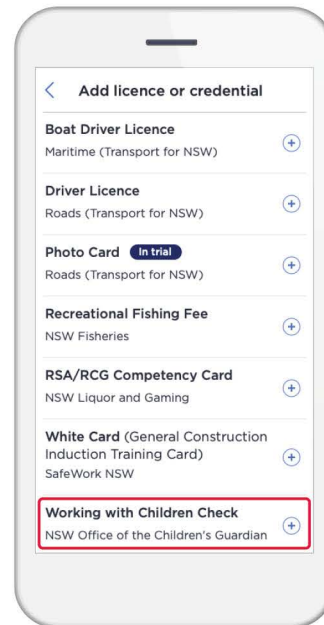 Add licence or credential
Boat Driver Licence
Maritime (Transport for NSW)
Driver Licence
Roads (Transport for NSW)
Photo Card In trial
Roads (Transport for NSW)
Recreational Fishing Fee
NSW Fisheries
RSA/RCG Competency Card
NSW Liquor and Gaming
White Card (General Construction
Induction Training Card)
SafeWork NSW
Working with Children Check
NSW Office of the Children's Guardian